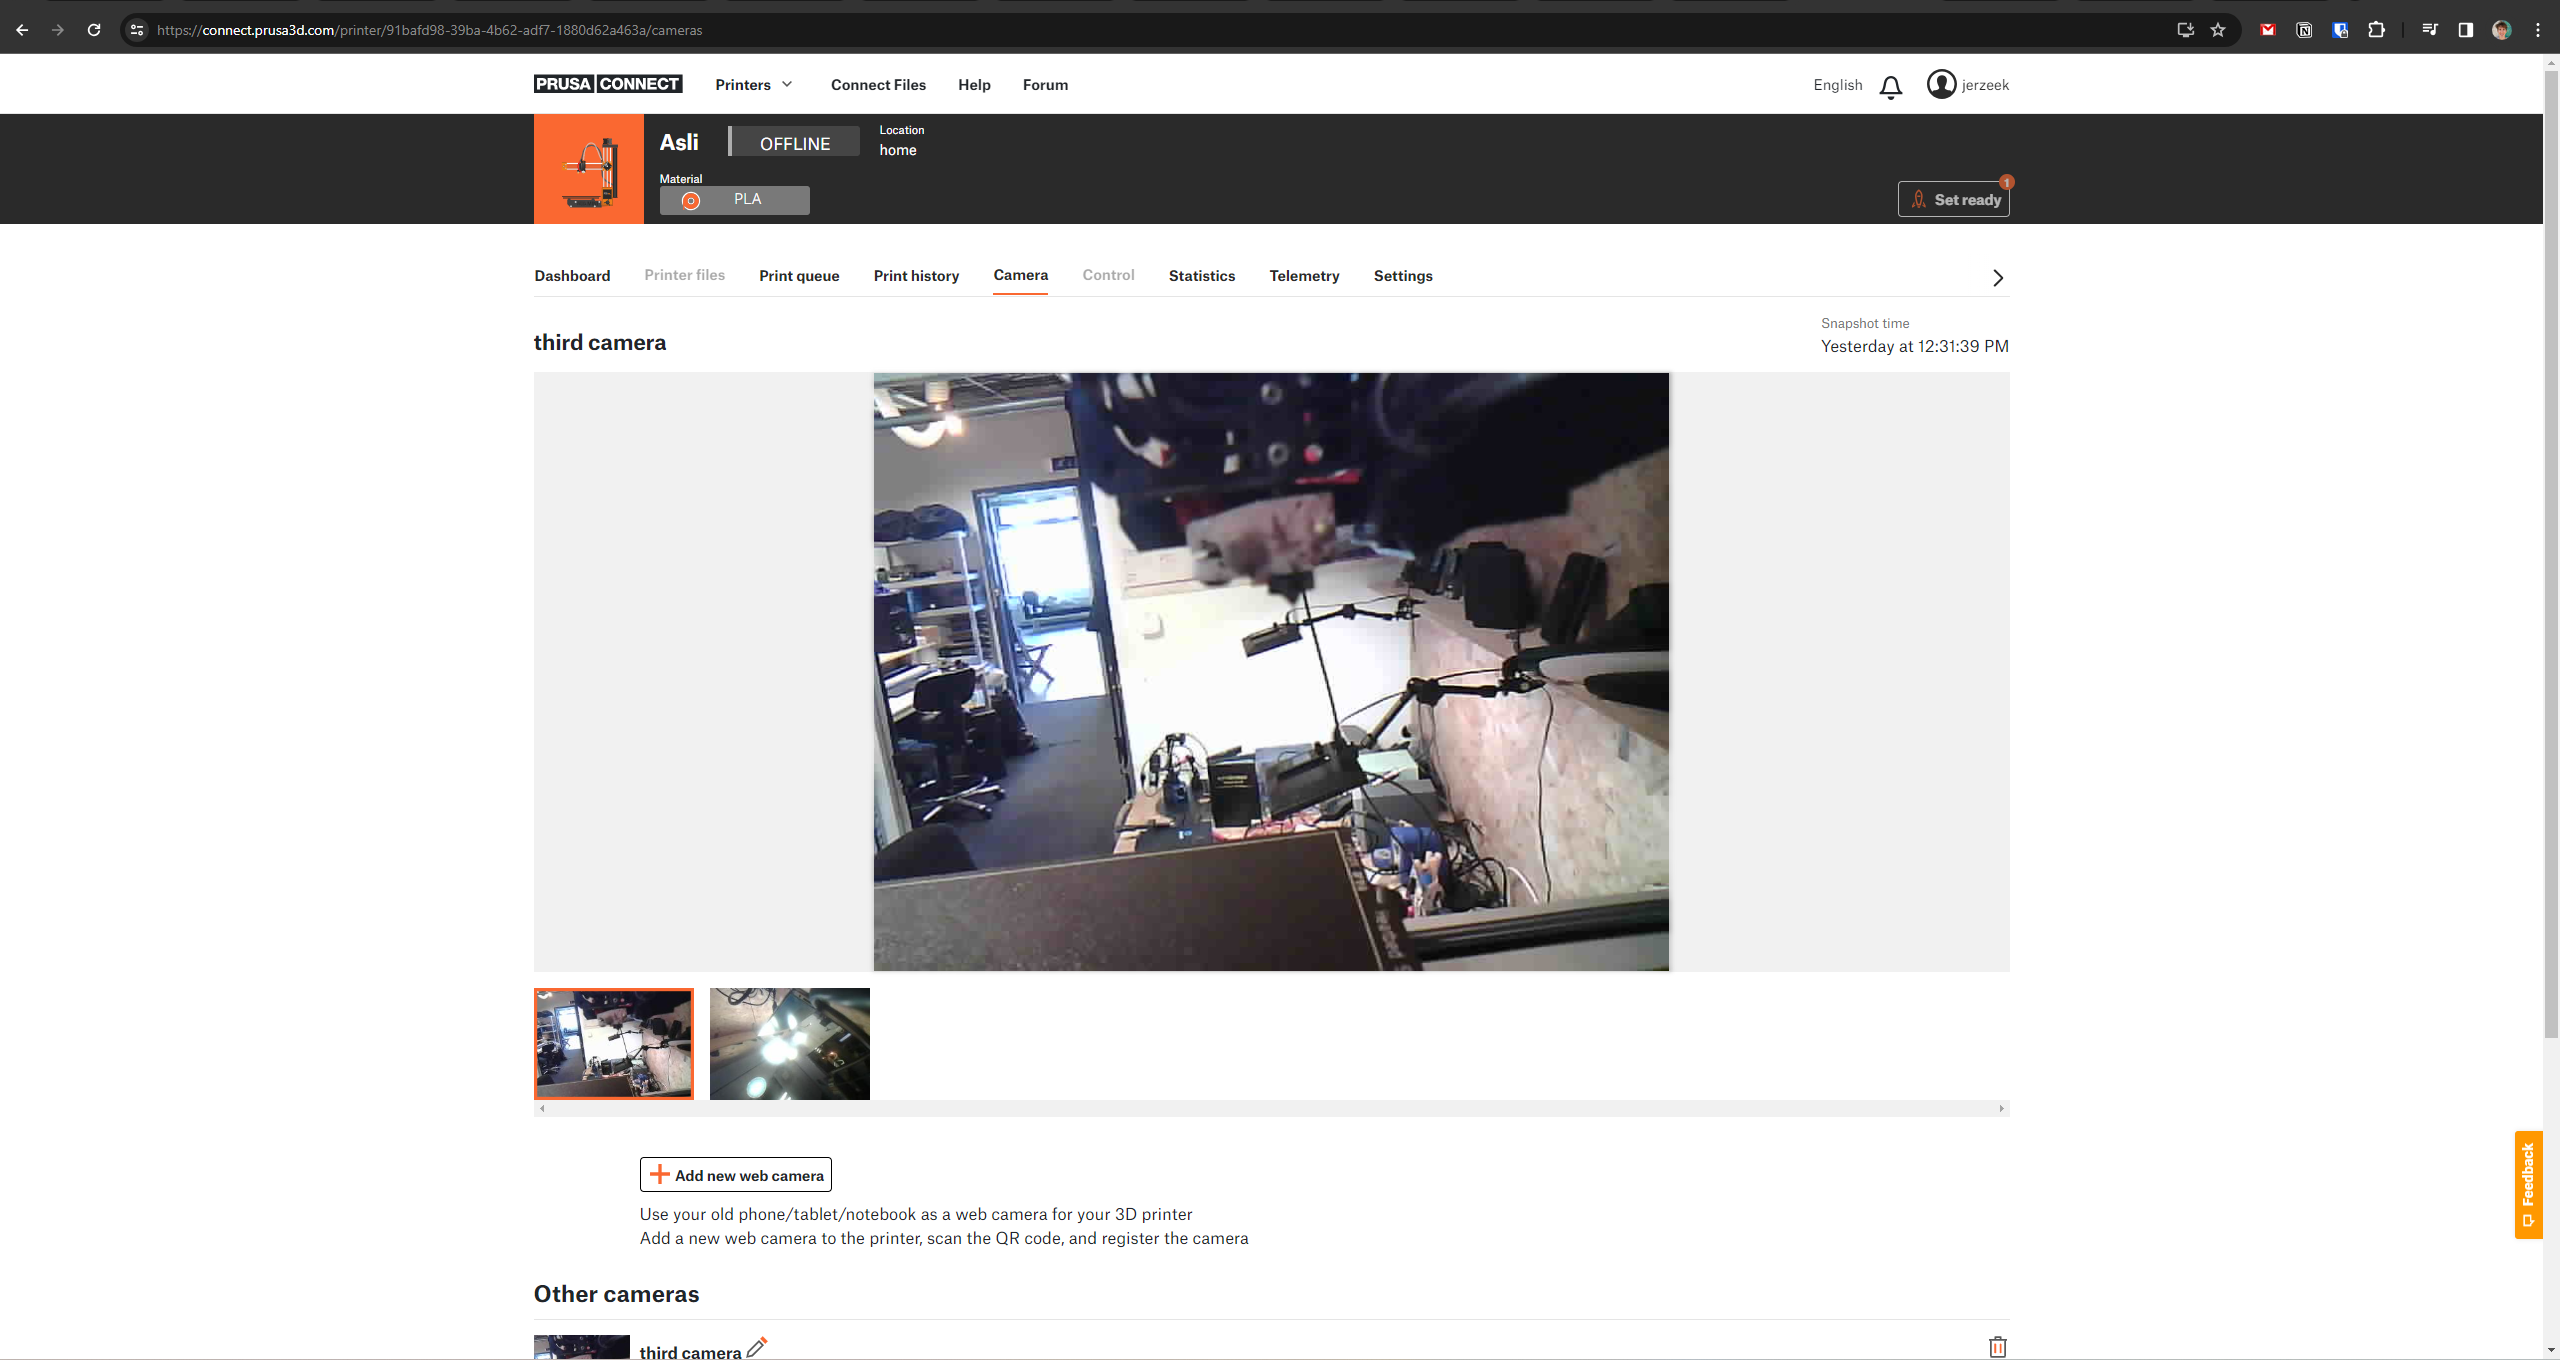 https://connect.prusa3d.com/printer/91bafd98-39ba-4b62-adf7-1880d62a463a/cameras
PRUSA CONNECT
Printers
Connect Files
Help
Forum
English
jerzeek
Asli
OFFLINE
Location
home
Material
PLA
1
Set ready
Dashboard
Printer files
Print queue
Print history
Camera
Control
Statistics
Telemetry
Settings
third camera
Snapshot time
Yesterday at 12:31:39 PM
Add new web camera
Use your old phone/tablet/notebook as a web camera for your 3D printer
Add a new web camera to the printer, scan the QR code, and register the camera
Feedback
Other cameras
third camera